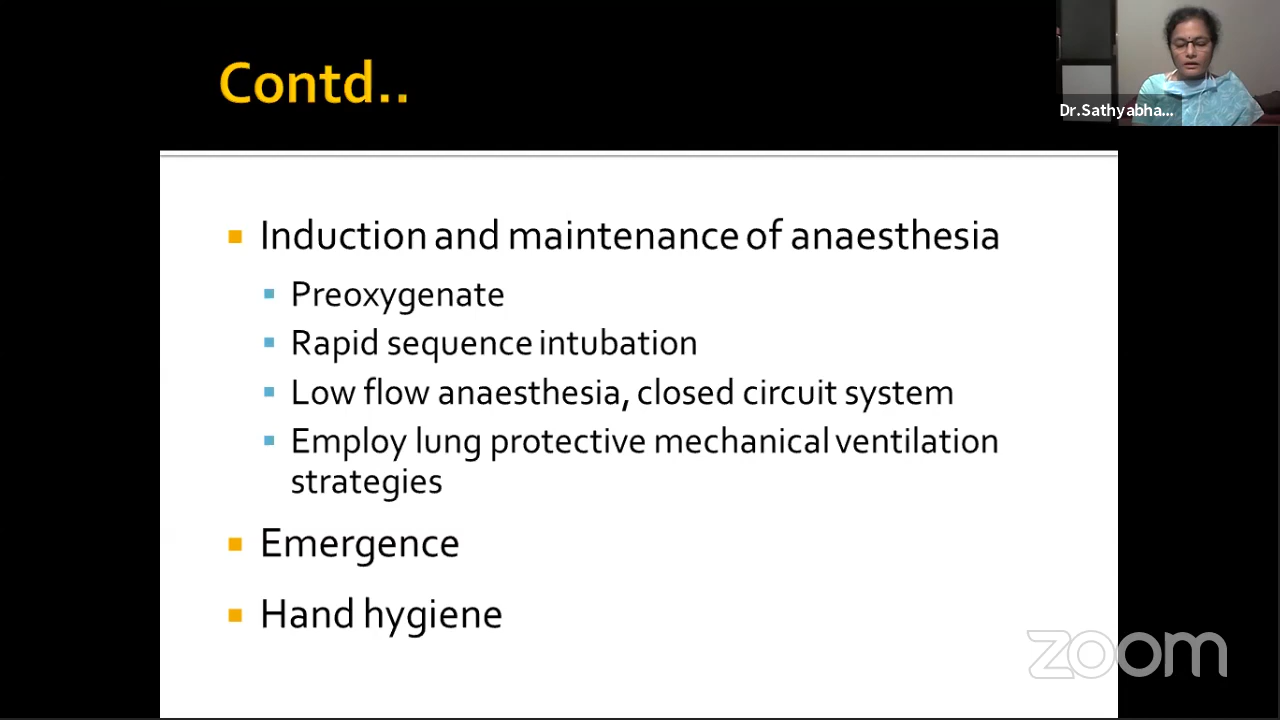 Contd..
Dr.Sathyabha...
Induction and maintenance of anaesthesia
Preoxygenate
Rapid sequence intubation
Low flow anaesthesia, closed circuit system
Employ lung protective mechanical ventilation
strategies
Emergence
Hand hygiene
zoom